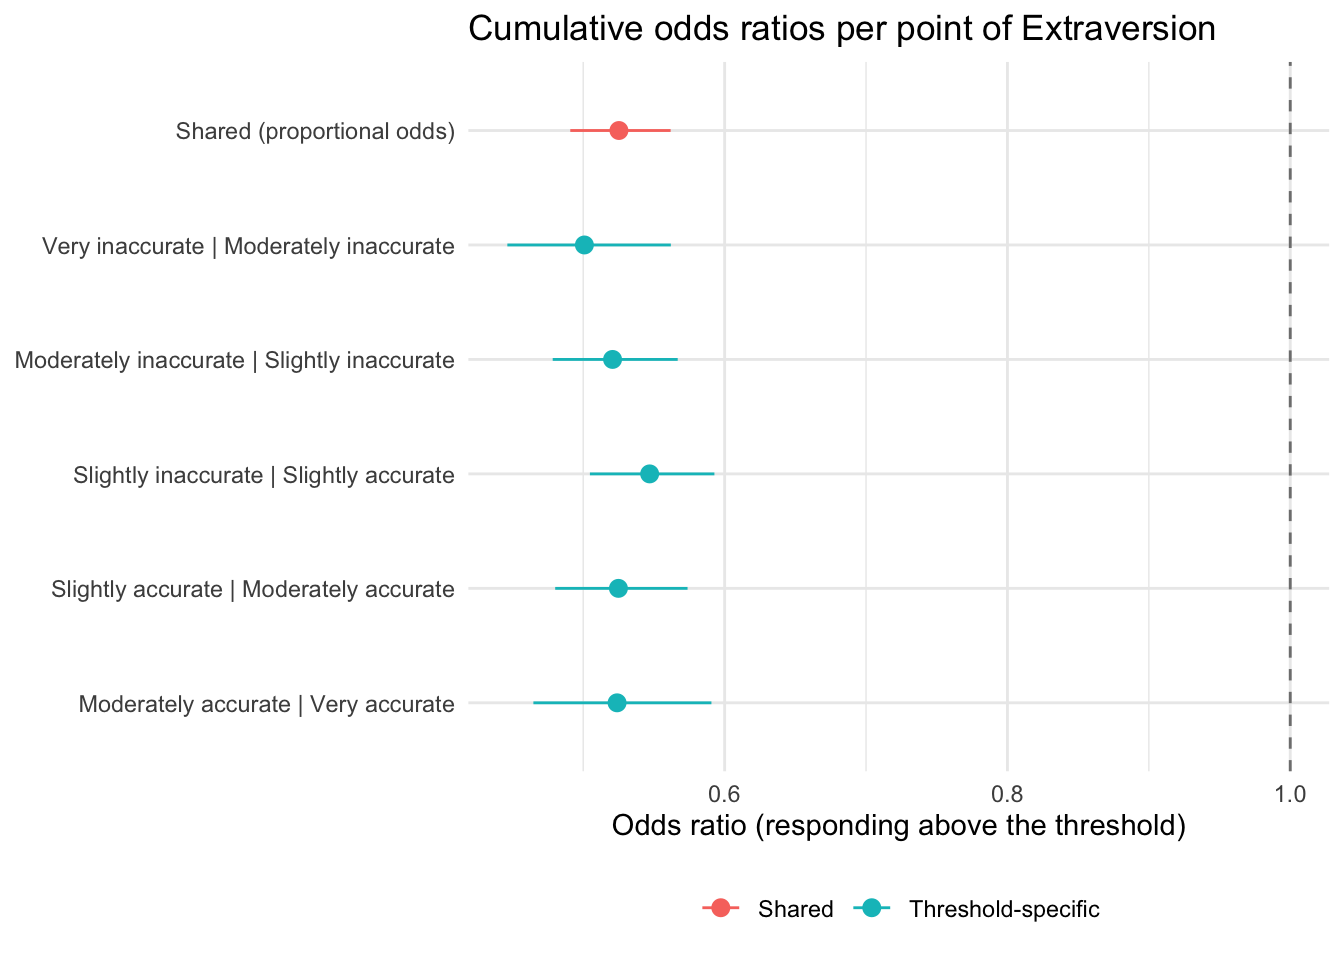 Cumulative odds ratios per point of Extraversion
Shared (proportional odds)
Very inaccurate | Moderately inaccurate
Moderately inaccurate | Slightly inaccurate
Slightly inaccurate | Slightly accurate
Slightly accurate | Moderately accurate
Moderately accurate | Very accurate
0.6 0.8 1.0
Odds ratio (responding above the threshold)
Shared Threshold-specific